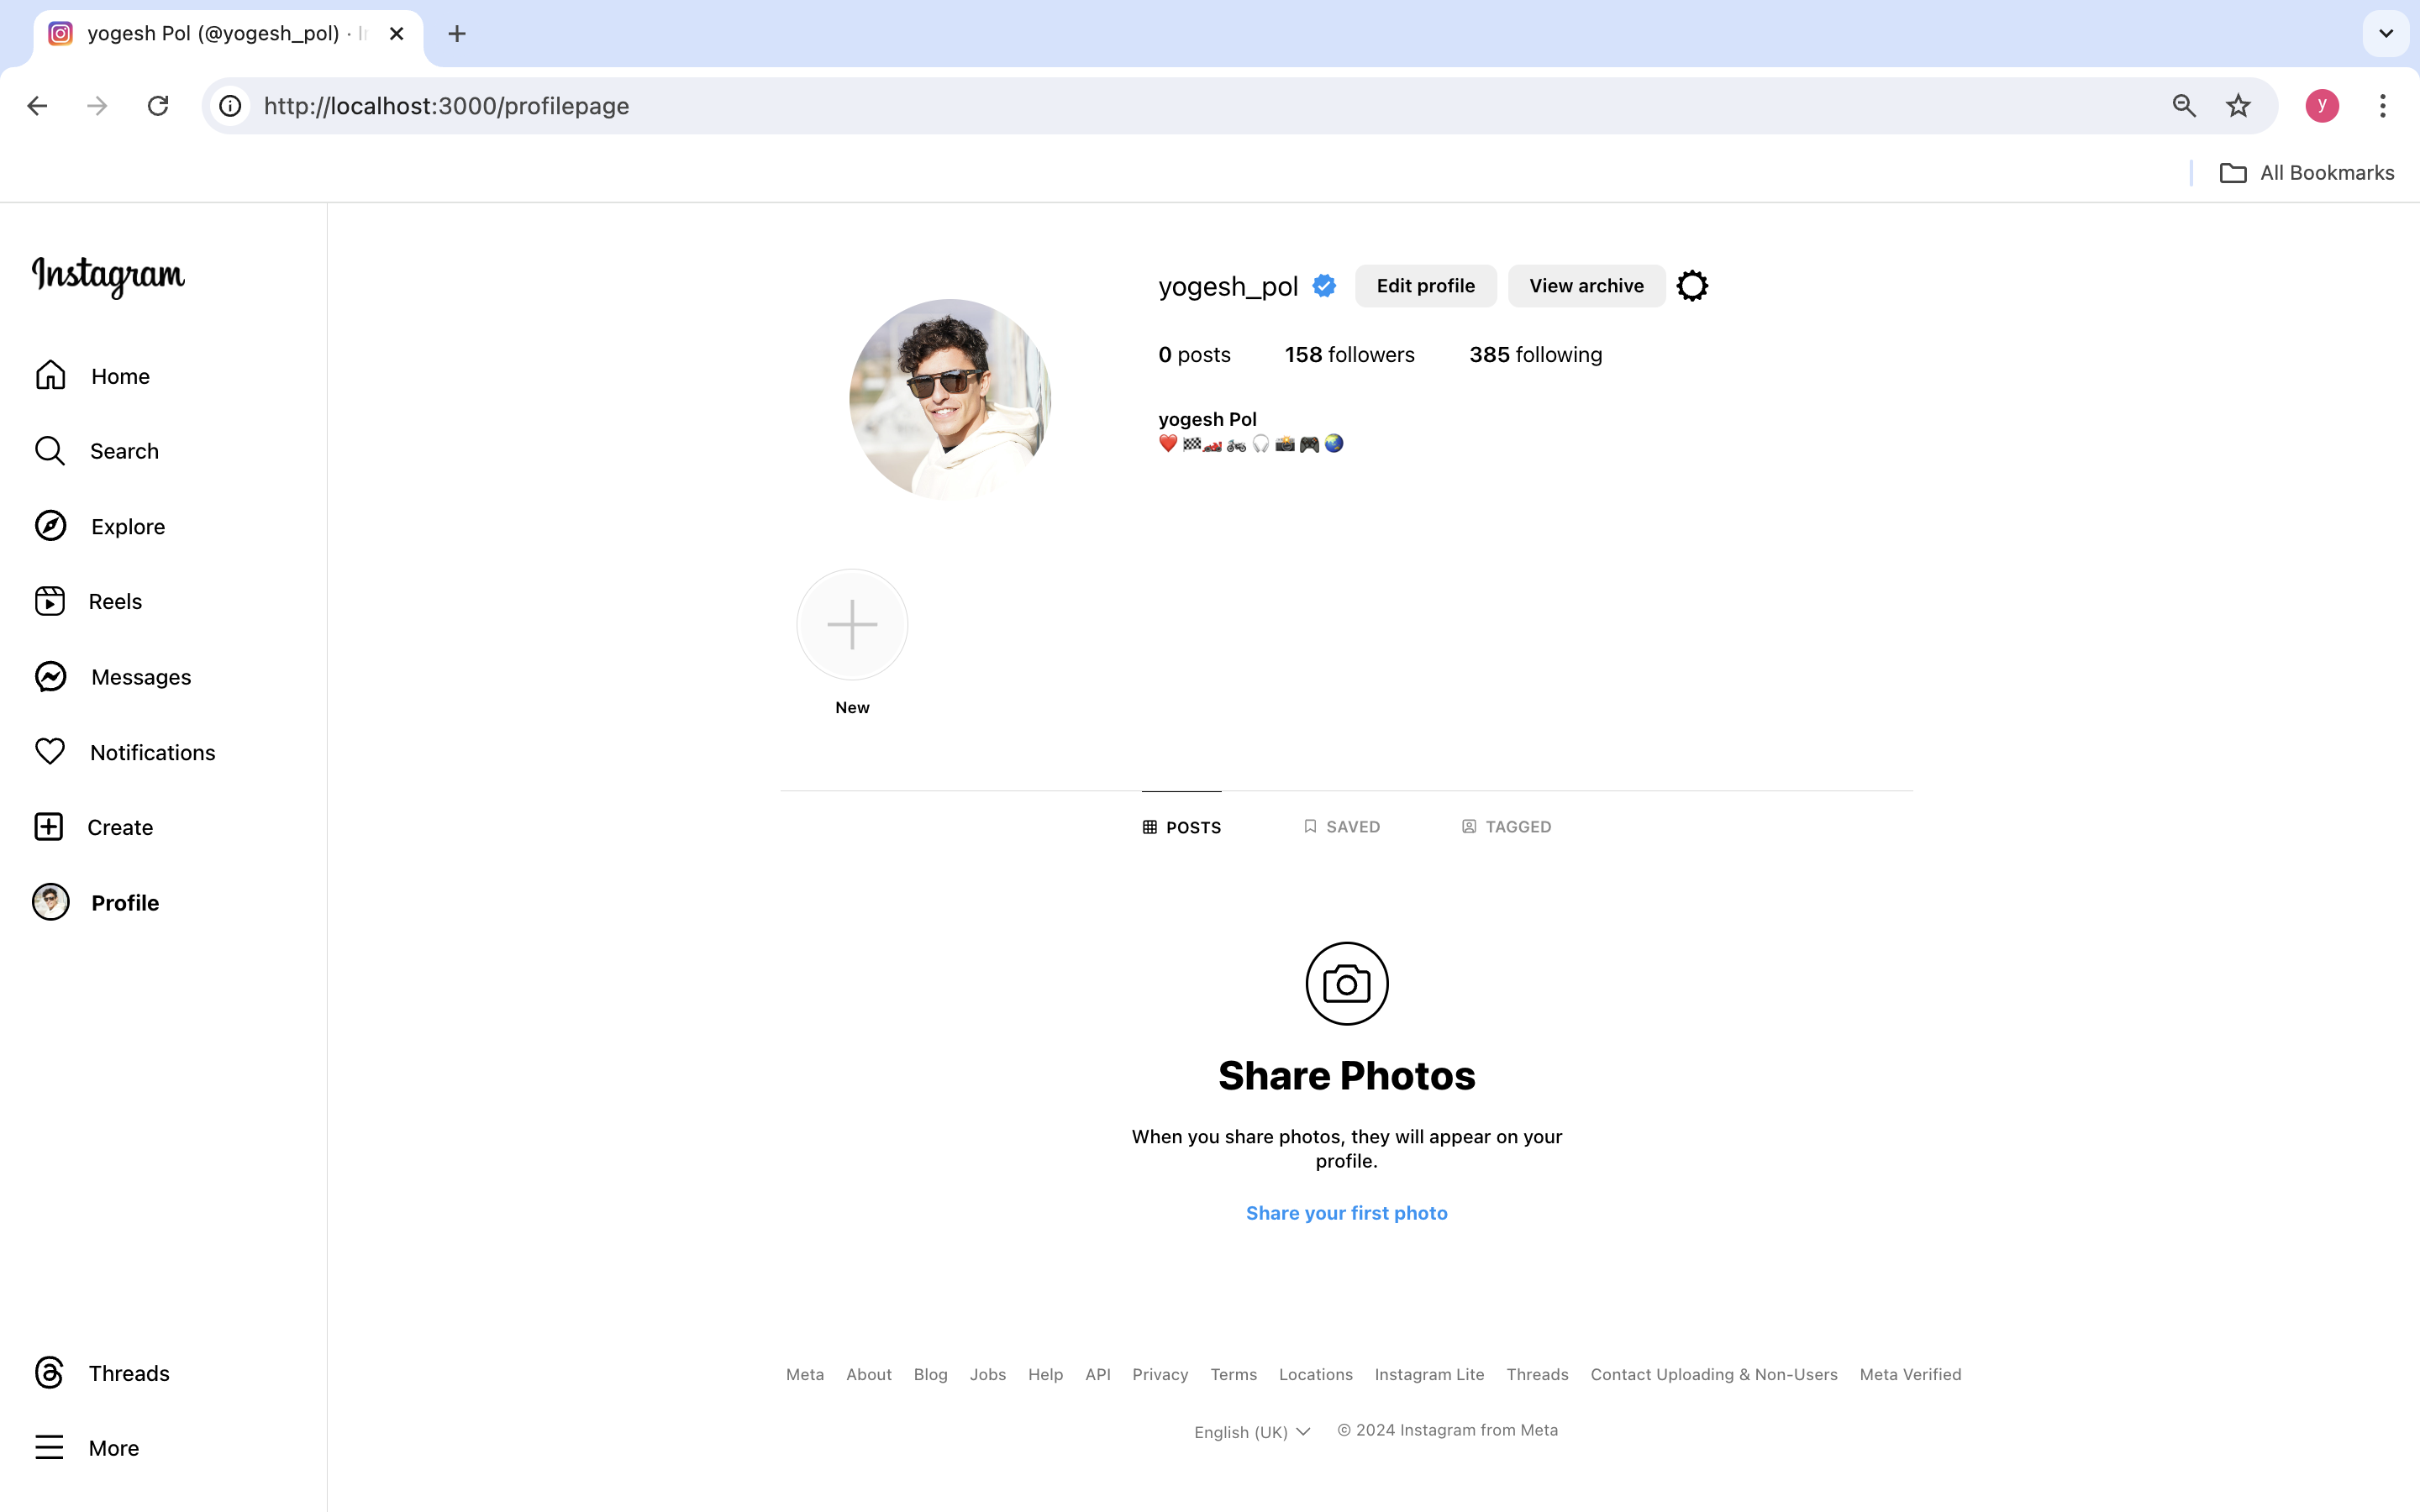 yogesh Pol (@yogesh_pol) ·
http://localhost:3000/profilepage
y
All Bookmarks
Instagram
Home
Search
Explore
Reels
Messages
Notifications
Create
Profile
Threads
More
yogesh_pol Edit profile View archive
0 posts 158 followers 385 following
yogesh Pol
❤️ 🏁🏎️ 🏍️ 🎧 📸 🎮 🌏
New
POSTS SAVED TAGGED
Share Photos
When you share photos, they will appear on your
profile.
Share your first photo
Meta About Blog Jobs Help API Privacy Terms Locations Instagram Lite Threads Contact Uploading & Non-Users Meta Verified
English (UK) © 2024 Instagram from Meta